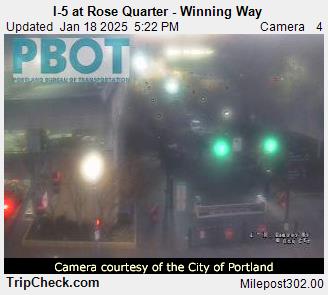 I-5 at Rose Quarter - Winning Way
Updated Jan 18 2025 5:22 PM Camera 4
PBOT
PORTLAND BUREAU OF TRANSPORTATION
Camera courtesy of the City of Portland
TripCheck.com Milepost302.00